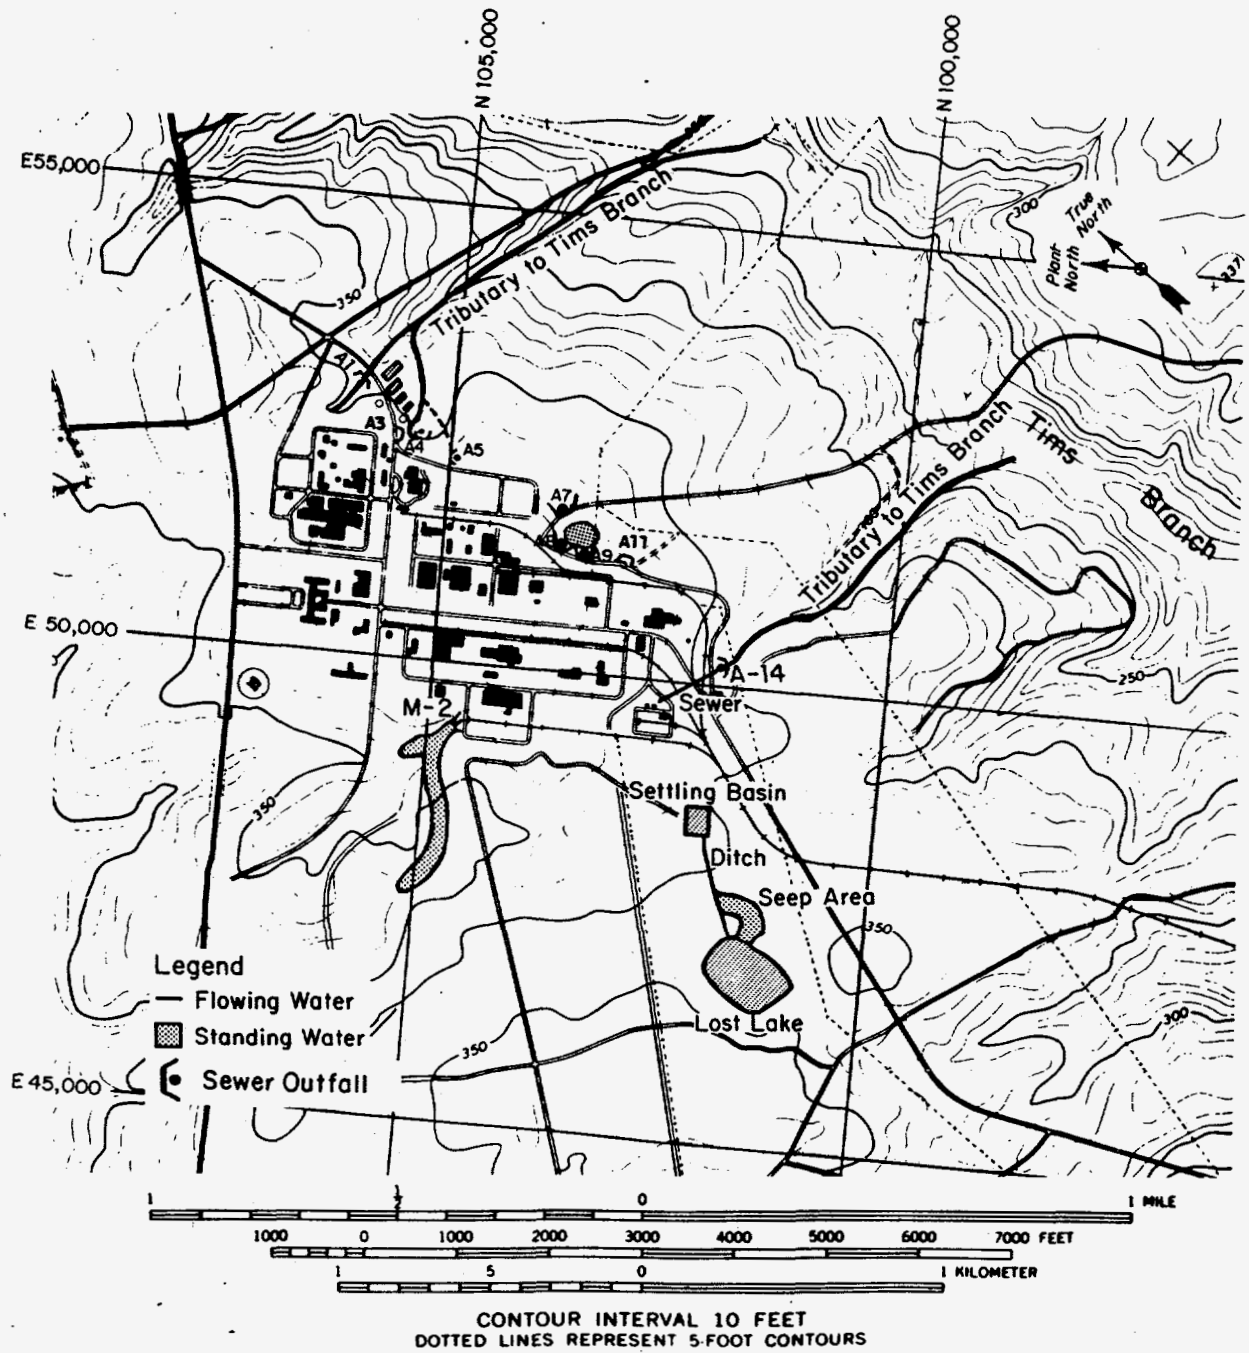 N 105,000
N 100,000
E55,000
300
True
North
Plant
North
337
350
Tributary to Tims Branch
A3
A4
A5
A7
A9
A11
Tributary to Tims Branch
Tims
Branch
E 50,000
250
A-14
Sewer
M-2
350
Settling Basin
Ditch
Seep Area
350
Lost Lake
300
350
Legend
Flowing Water
Standing Water
Sewer Outfall
E 45,000
1 1/2 0 1 MILE
1000 0 1000 2000 3000 4000 5000 6000 7000 FEET
1 5 0 1 KILOMETER
CONTOUR INTERVAL 10 FEET
DOTTED LINES REPRESENT 5-FOOT CONTOURS